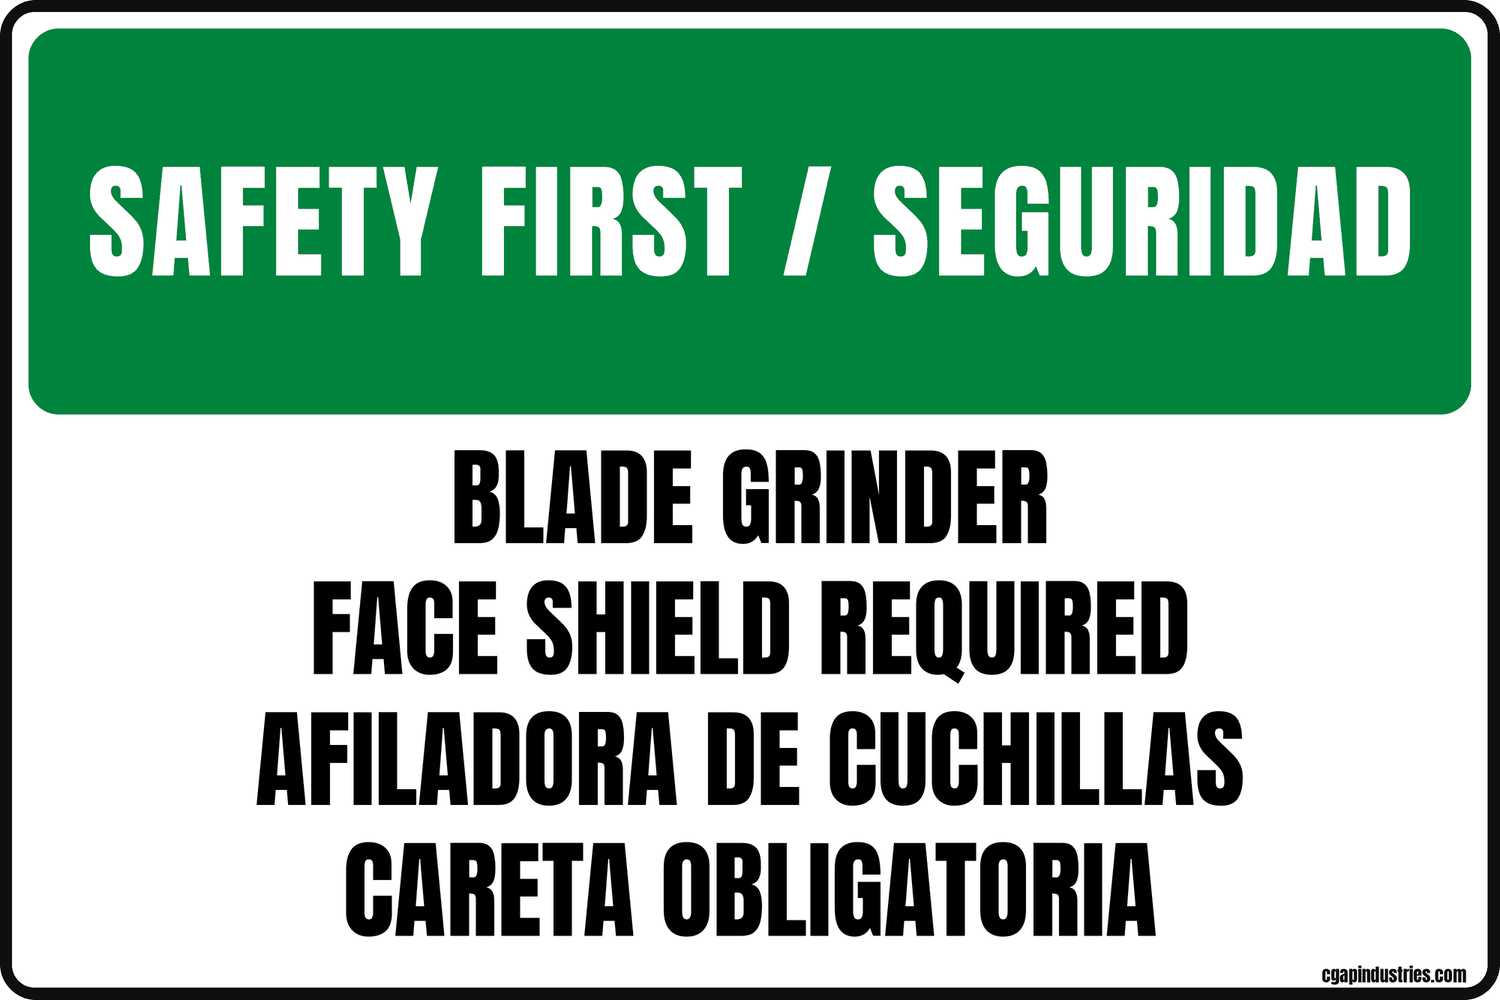 SAFETY FIRST / SEGURIDAD
BLADE GRINDER
FACE SHIELD REQUIRED
AFILADORA DE CUCHILLAS
CARETA OBLIGATORIA
cgapindustries.com